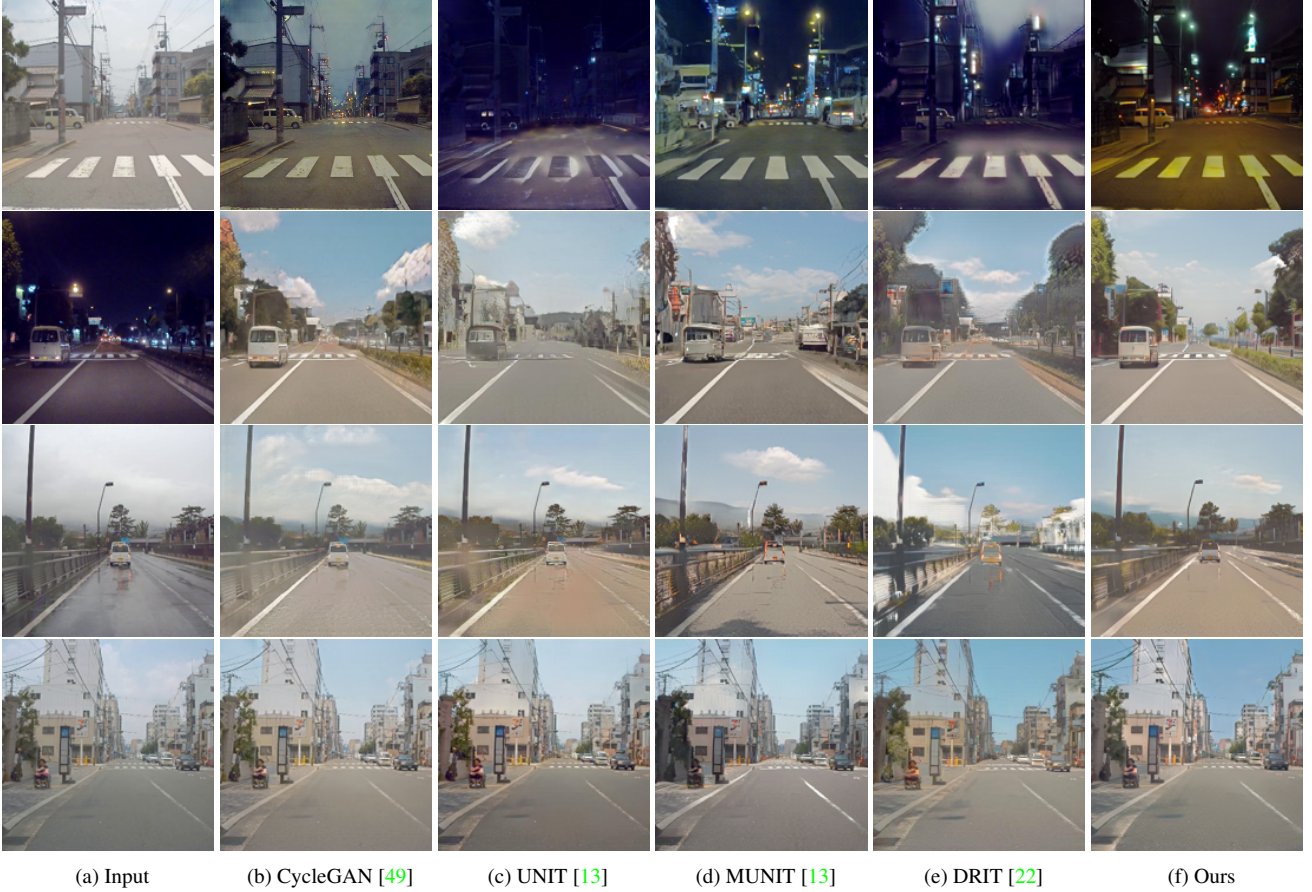 (a) Input
(b) CycleGAN [49]
(c) UNIT [13]
(d) MUNIT [13]
(e) DRIT [22]
(f) Ours